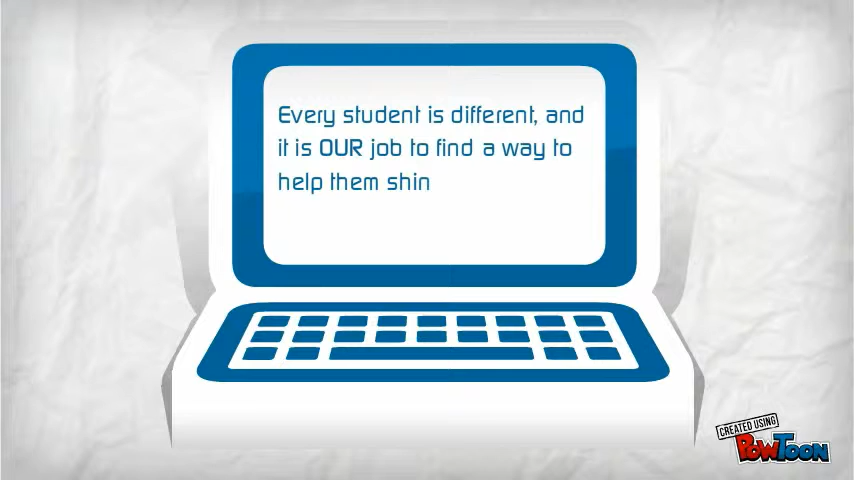 Every student is different, and
it is OUR job to find a way to
help them shin
CREATED USING
POWTOON